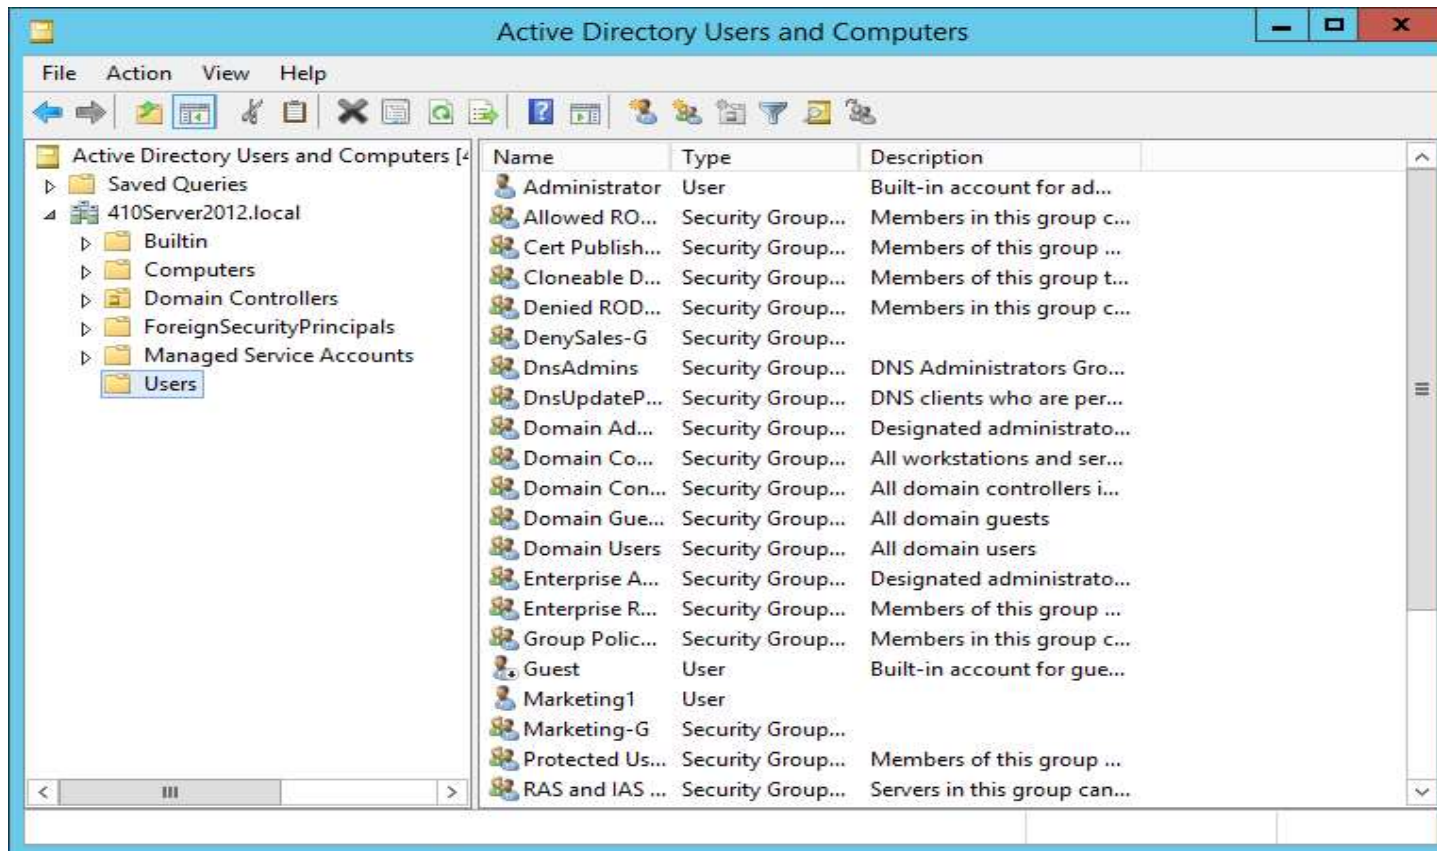 Active Directory Users and Computers
File Action View Help
Active Directory Users and Computers [4
Saved Queries
410Server2012.local
Builtin
Computers
Domain Controllers
ForeignSecurityPrincipals
Managed Service Accounts
Users
Name Type Description
Administrator User Built-in account for ad...
Allowed RO... Security Group... Members in this group c...
Cert Publish... Security Group... Members of this group ...
Cloneable D... Security Group... Members of this group t...
Denied ROD... Security Group... Members in this group c...
DenySales-G Security Group...
DnsAdmins Security Group... DNS Administrators Gro...
DnsUpdateP... Security Group... DNS clients who are per...
Domain Ad... Security Group... Designated administrato...
Domain Co... Security Group... All workstations and ser...
Domain Con... Security Group... All domain controllers i...
Domain Gue... Security Group... All domain guests
Domain Users Security Group... All domain users
Enterprise A... Security Group... Designated administrato...
Enterprise R... Security Group... Members of this group ...
Group Polic... Security Group... Members in this group c...
Guest User Built-in account for gue...
Marketing1 User
Marketing-G Security Group...
Protected Us... Security Group... Members of this group ...
RAS and IAS ... Security Group... Servers in this group can...